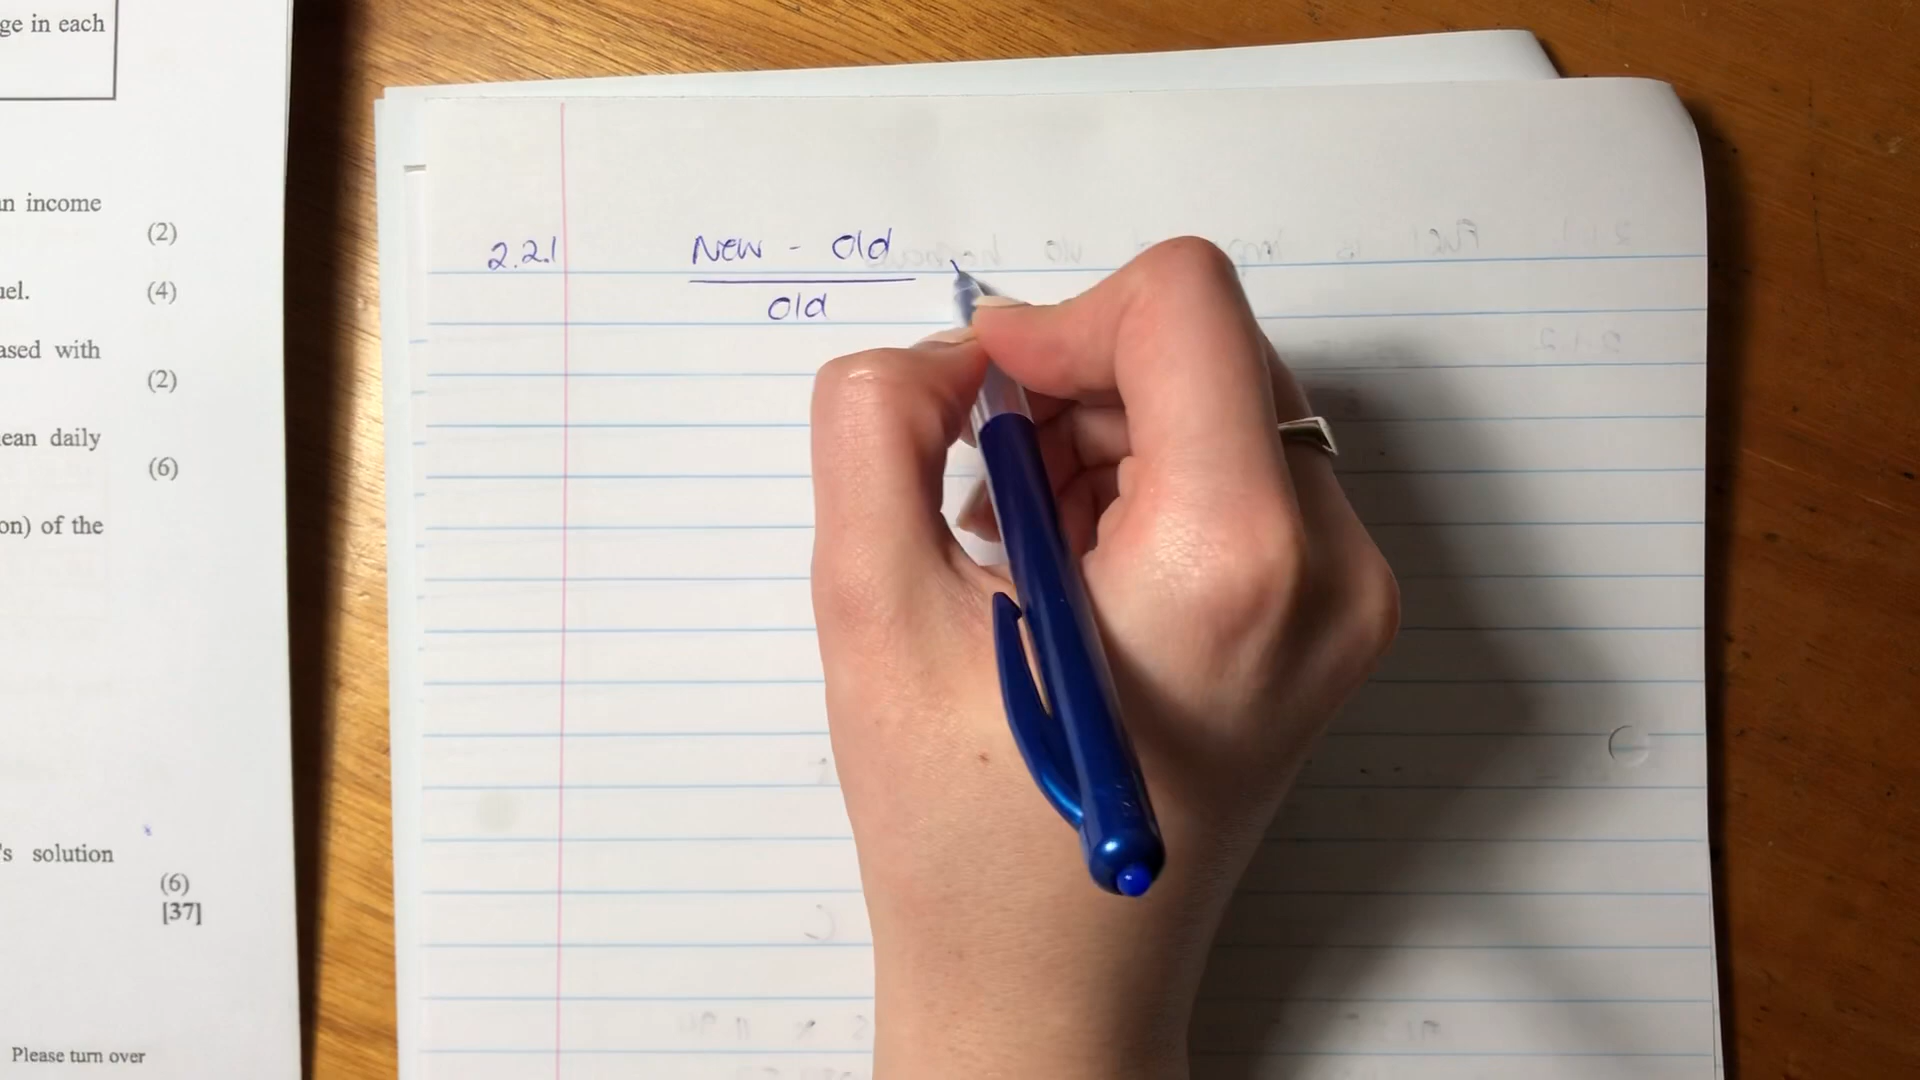 ge in each
n income
(2)
uel.
(4)
ased with
(2)
ean daily
(6)
on) of the
's solution
(6)
[37]
Please turn over
2.2.1
New - Old
Old